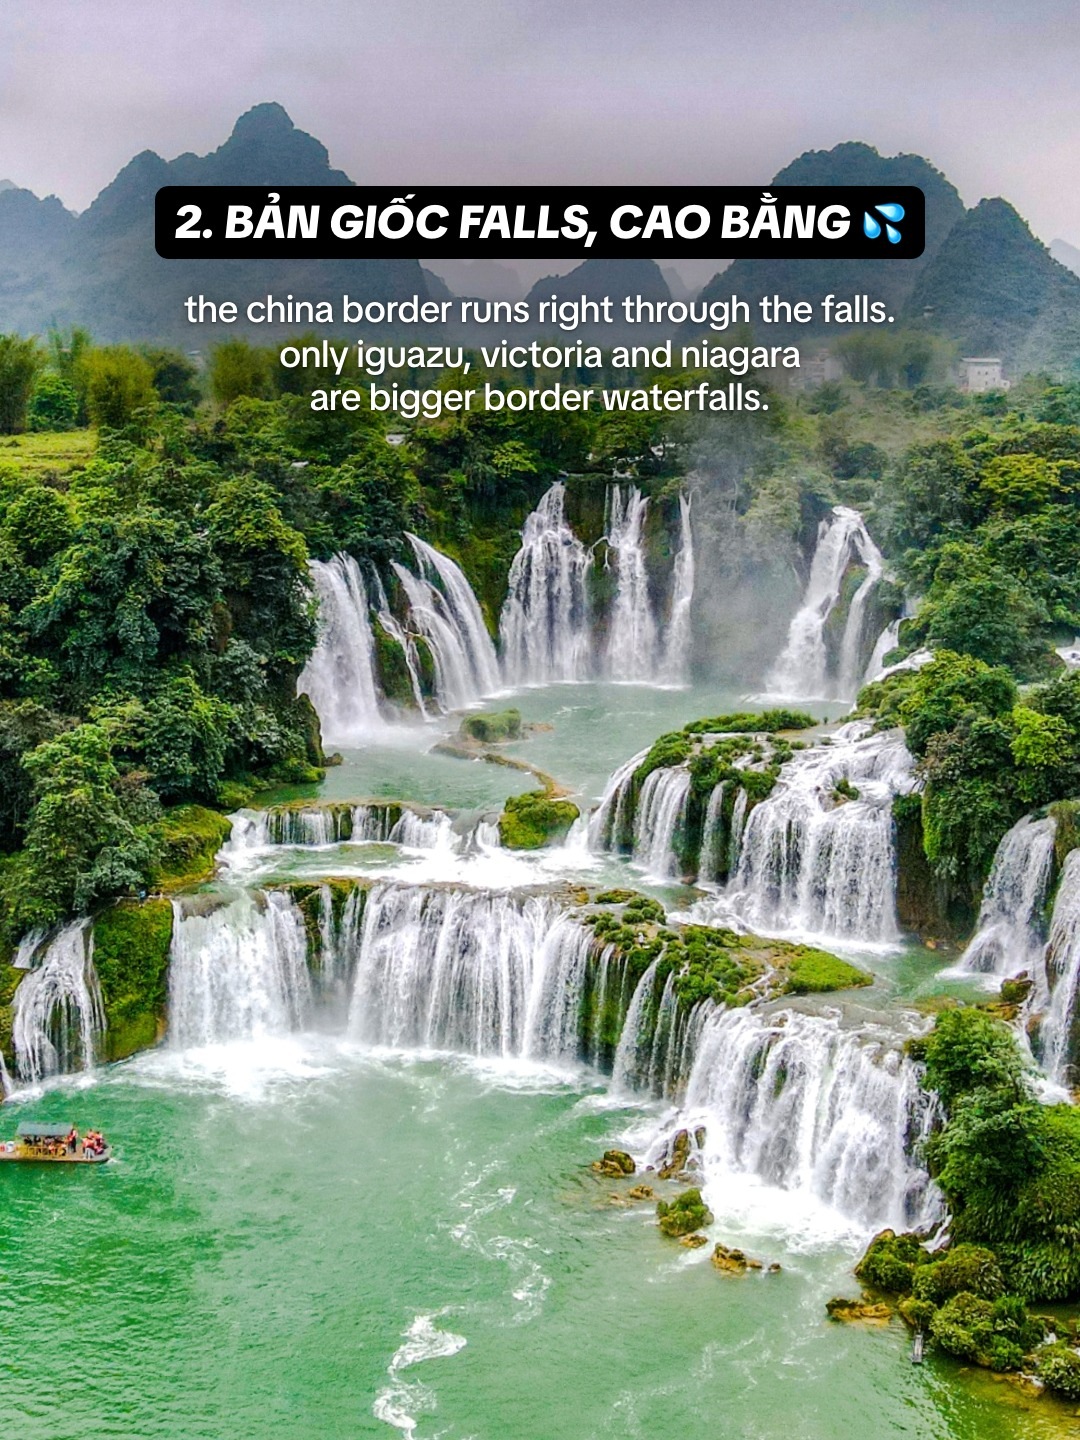 2. BẢN GIỐC FALLS, CAO BẰNG 💦
the china border runs right through the falls.
only iguazu, victoria and niagara
are bigger border waterfalls.